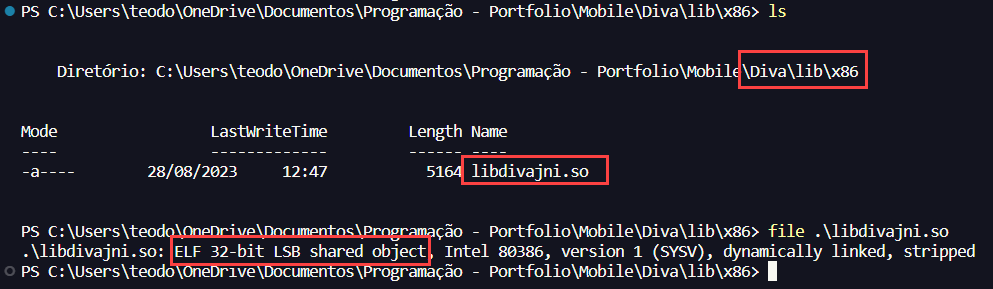 PS C:\Users\teodo\OneDrive\Documentos\Programação - Portfolio\Mobile\Diva\lib\x86> ls
Diretório: C:\Users\teodo\OneDrive\Documentos\Programação - Portfolio\Mobile\Diva\lib\x86
Mode LastWriteTime Length Name
---- ------------- ------ ----
-a---- 28/08/2023 12:47 5164 libdivajni.so
PS C:\Users\teodo\OneDrive\Documentos\Programação - Portfolio\Mobile\Diva\lib\x86> file .\libdivajni.so
.\libdivajni.so: ELF 32-bit LSB shared object, Intel 80386, version 1 (SYSV), dynamically linked, stripped
PS C:\Users\teodo\OneDrive\Documentos\Programação - Portfolio\Mobile\Diva\lib\x86>